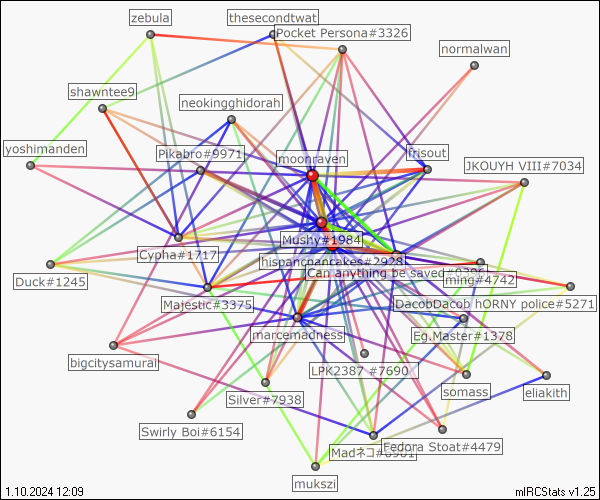 zebula
thesecondtwat
Pocket Persona#3326
normalwan
shawntee9
neokingghidorah
yoshimanden
Pikabro#9971
moonraven
frisout
JKOUYH VIII#7034
Mushy#1984
Cypha#1717
hispancpancakes#2928
Can anything be saved#0386
ming#4742
Duck#1245
Majestic#3375
DacobDacob hORNY police#5271
marcemadness
Eg.Master#1378
bigcitysamurai
LPK2387 #7690
Silver#7938
somass
eliakith
Swirly Boi#6154
Fedora Stoat#4479
Madネコ
mukszi
1.10.2024 12:09
mIRCStats v1.25